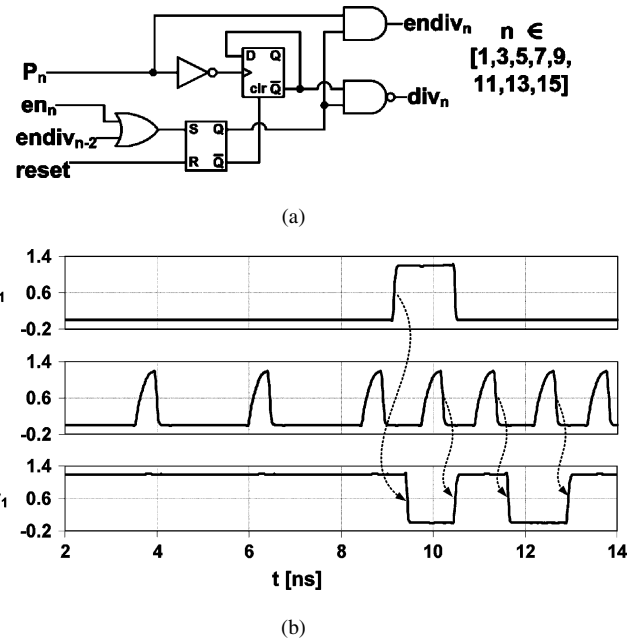 endivn
n ∈
[1,3,5,7,9,
11,13,15]
Pn
D Q
clr Q̅
divn
enn
endivn-2
S Q
R Q̅
reset
(a)
1.4
0.6
-0.2
1
1.4
0.6
-0.2
1.4
0.6
-0.2
1
2 4 6 8 10 12 14
t [ns]
(b)